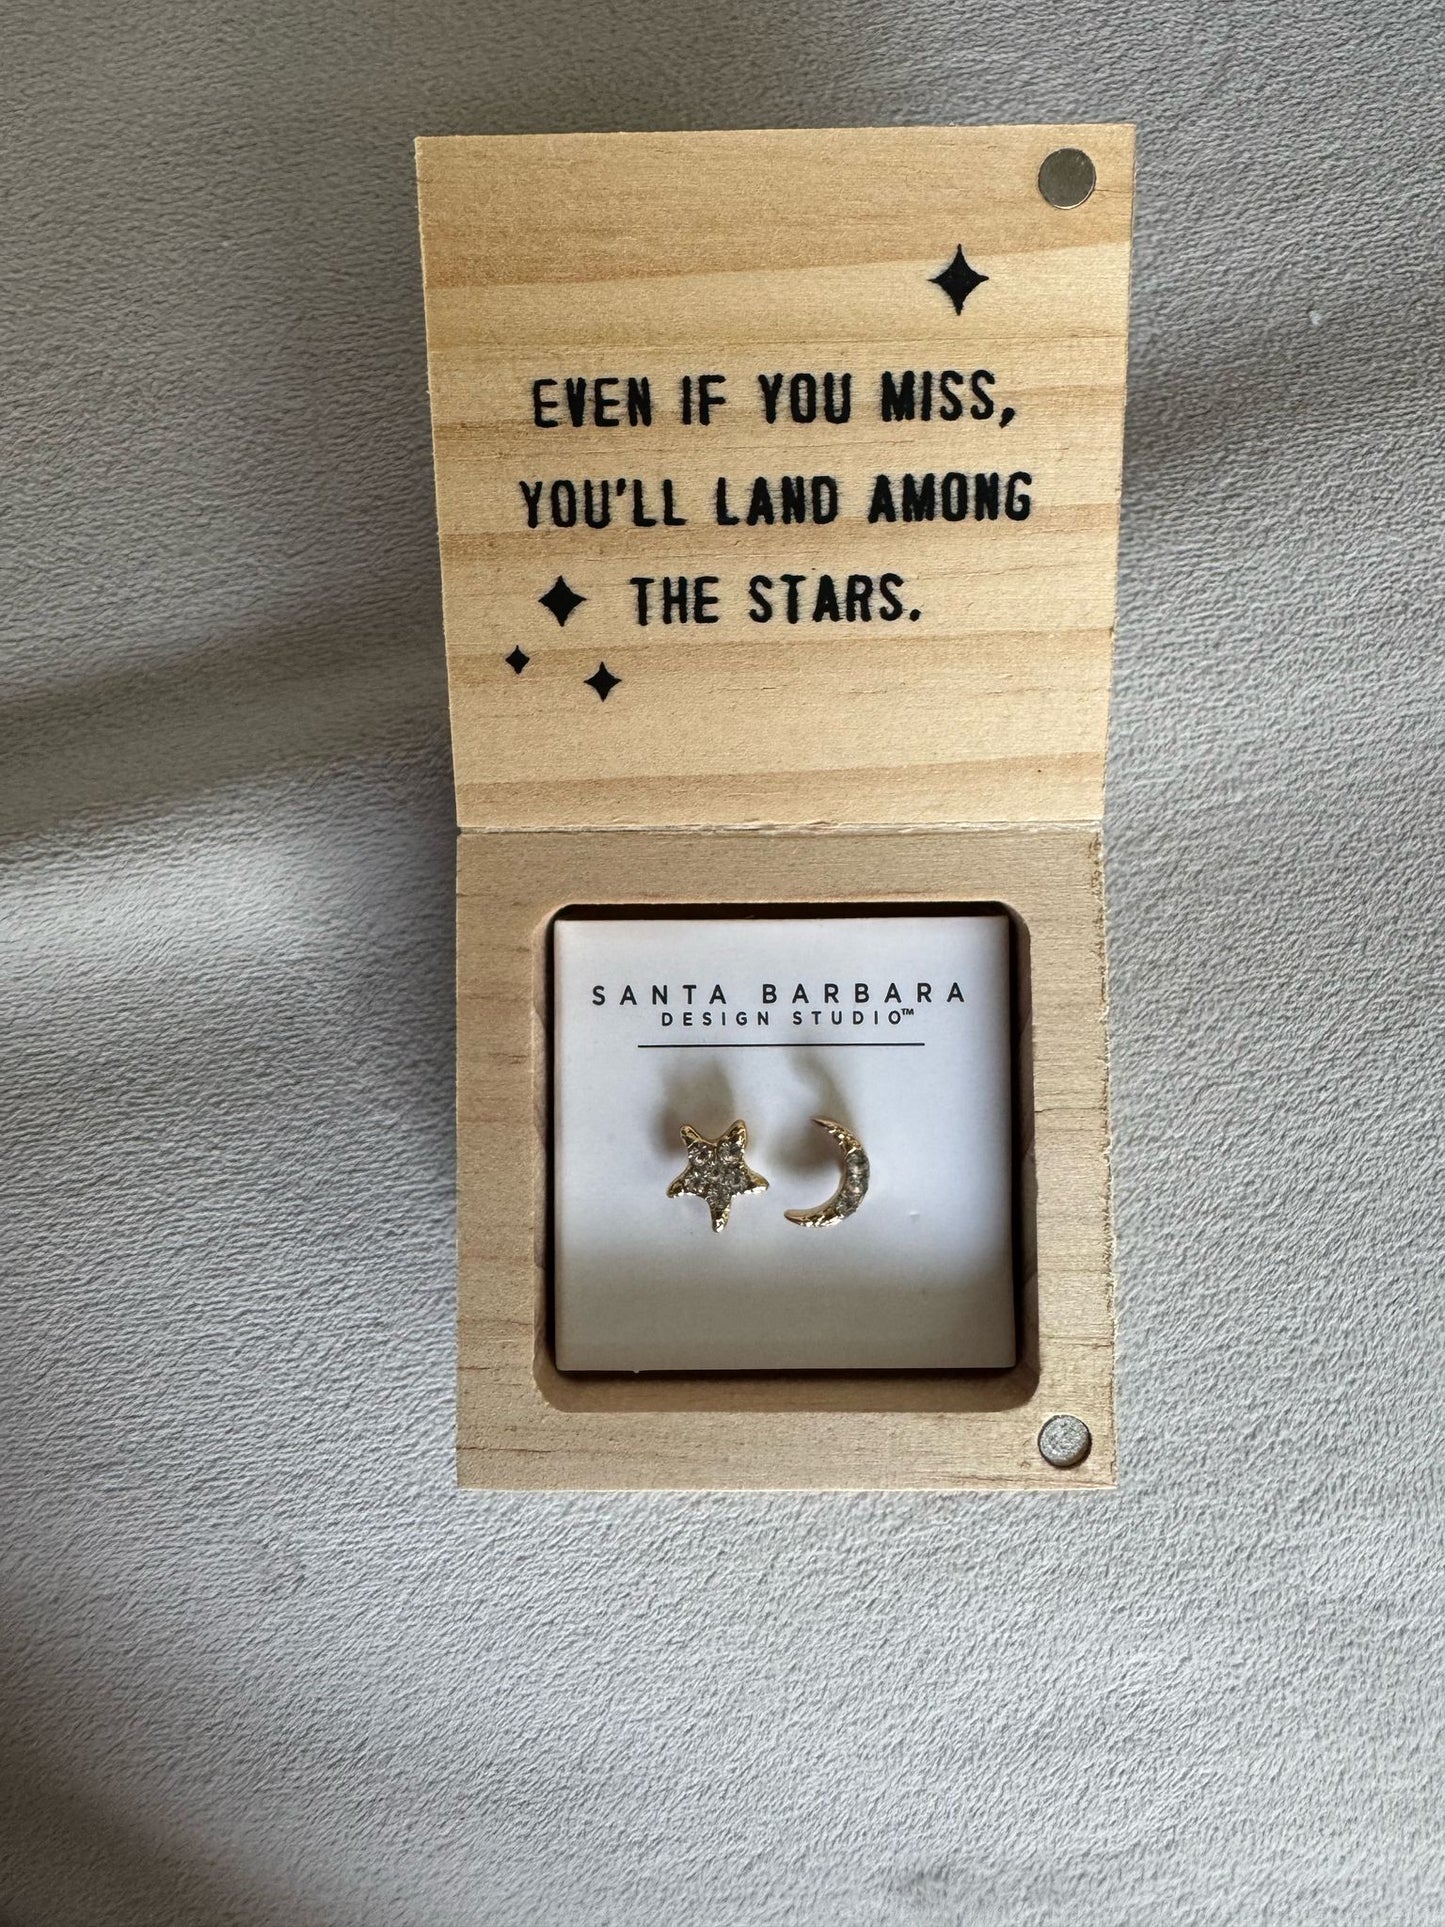 EVEN IF YOU MISS,
YOU'LL LAND AMONG
THE STARS.
SANTA BARBARA
DESIGN STUDIO™